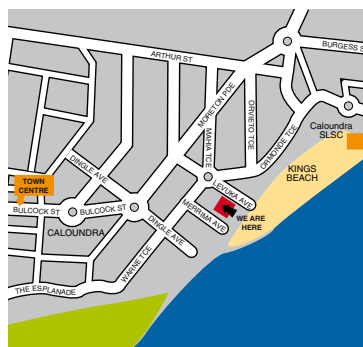 BURGESS S
ARTHUR ST
MORETON PDE
MAHIA TCE
ORVIETO TCE
ORMONDE TCE
Caloundra
SLSC
KINGS
BEACH
DINGLE AVE
LEVUKA AVE
TOWN
CENTRE
BULCOCK ST
BULCOCK ST
MERRIMA AVE
WE ARE
HERE
CALOUNDRA
DINGLE AVE
WARNE TCE
THE ESPLANADE